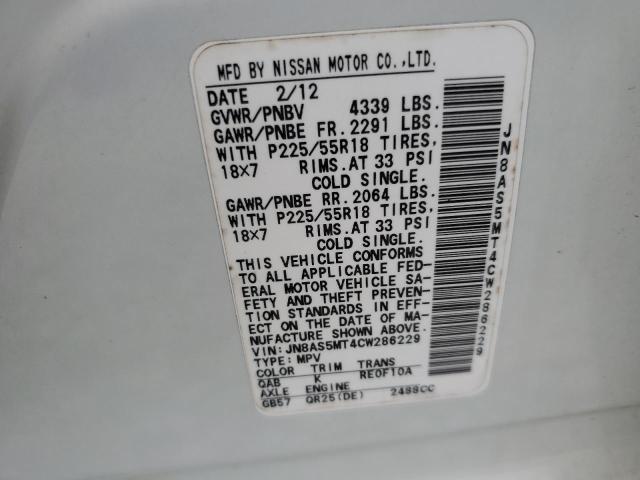 MFD BY NISSAN MOTOR CO.,LTD.
DATE 2/12
GVWR/PNBV 4339 LBS.
GAWR/PNBE FR.2291 LBS.
WITH P225/55R18 TIRES,
18x7 RIMS.AT 33 PSI
COLD SINGLE.
GAWR/PNBE RR.2064 LBS.
WITH P225/55R18 TIRES,
18x7 RIMS.AT 33 PSI
COLD SINGLE.
THIS VEHICLE CONFORMS
TO ALL APPLICABLE FED-
ERAL MOTOR VEHICLE SA-
FETY AND THEFT PREVEN-
TION STANDARDS IN EFF-
ECT ON THE DATE OF MA-
NUFACTURE SHOWN ABOVE.
VIN:JN8AS5MT4CW286229
TYPE:MPV
COLOR TRIM TRANS
QAB K RE0F10A
AXLE ENGINE
GB57 QR25(DE) 2488CC
JN8AS5MT4CW286229